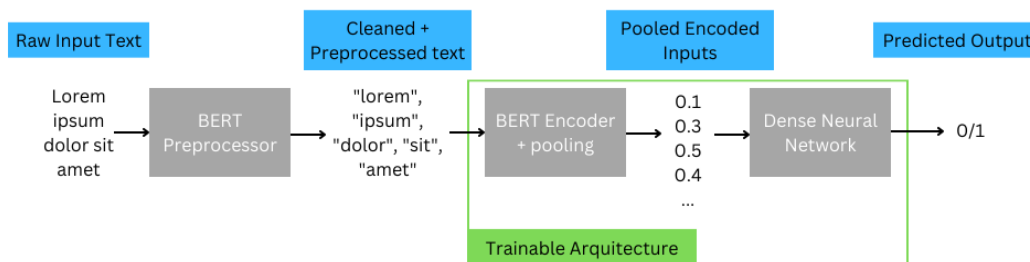 Raw Input Text
Cleaned +
Preprocessed text
Pooled Encoded
Inputs
Predicted Output
Lorem
ipsum
dolor sit
amet
BERT
Preprocessor
"lorem",
"ipsum",
"dolor", "sit",
"amet"
BERT Encoder
+ pooling
0.1
0.3
0.5
0.4
...
Dense Neural
Network
0/1
Trainable Arquitecture